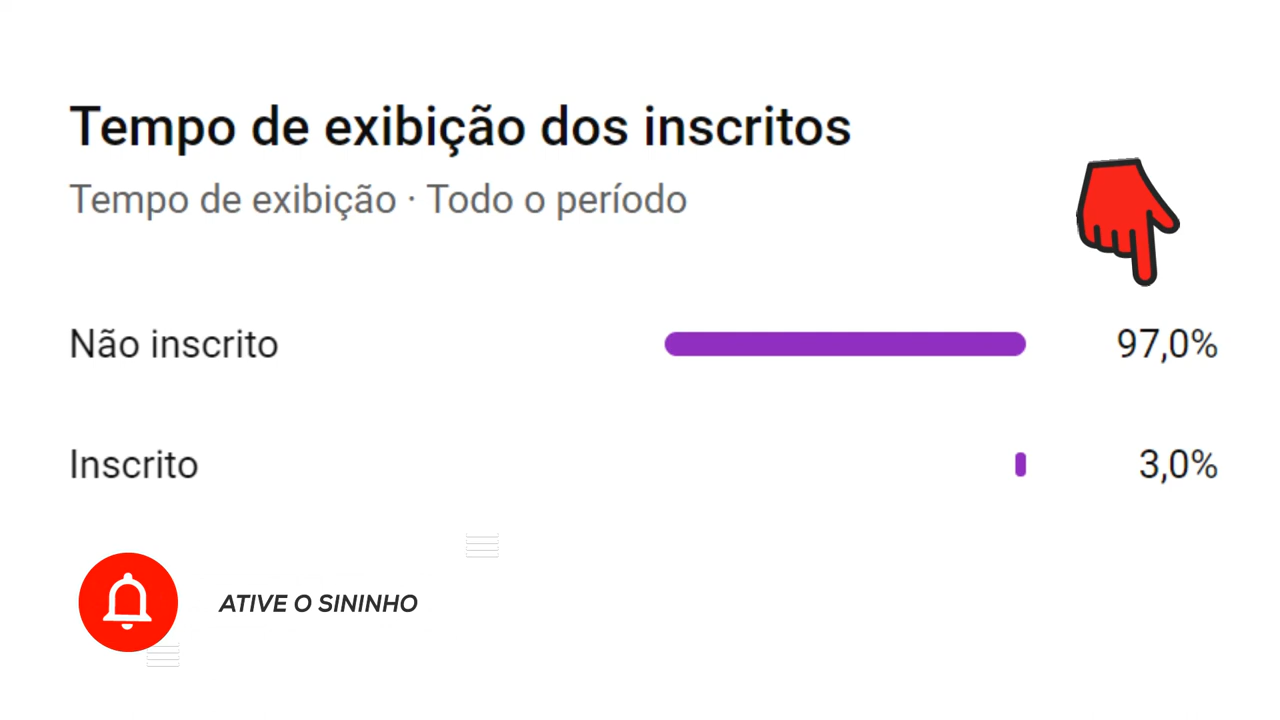 Tempo de exibição dos inscritos
Tempo de exibição · Todo o período
Não inscrito 97,0%
Inscrito 3,0%
ATIVE O SININHO